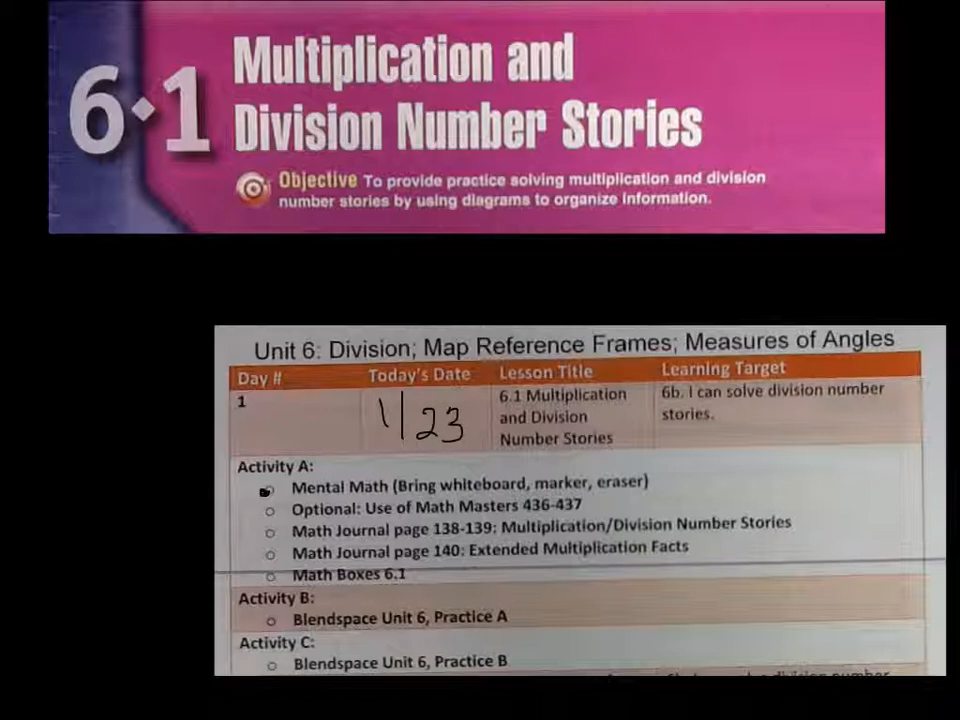 6·1
Multiplication and
Division Number Stories
Objective To provide practice solving multiplication and division
number stories by using diagrams to organize information.
Unit 6: Division; Map Reference Frames; Measures of Angles
Day # Today's Date Lesson Title Learning Target
1 1/23 6.1 Multiplication 6b. I can solve division number
and Division stories.
Number Stories
Activity A:
Mental Math (Bring whiteboard, marker, eraser)
Optional: Use of Math Masters 436-437
Math Journal page 138-139: Multiplication/Division Number Stories
Math Journal page 140: Extended Multiplication Facts
Math Boxes 6.1
Activity B:
Blendspace Unit 6, Practice A
Activity C:
Blendspace Unit 6, Practice B